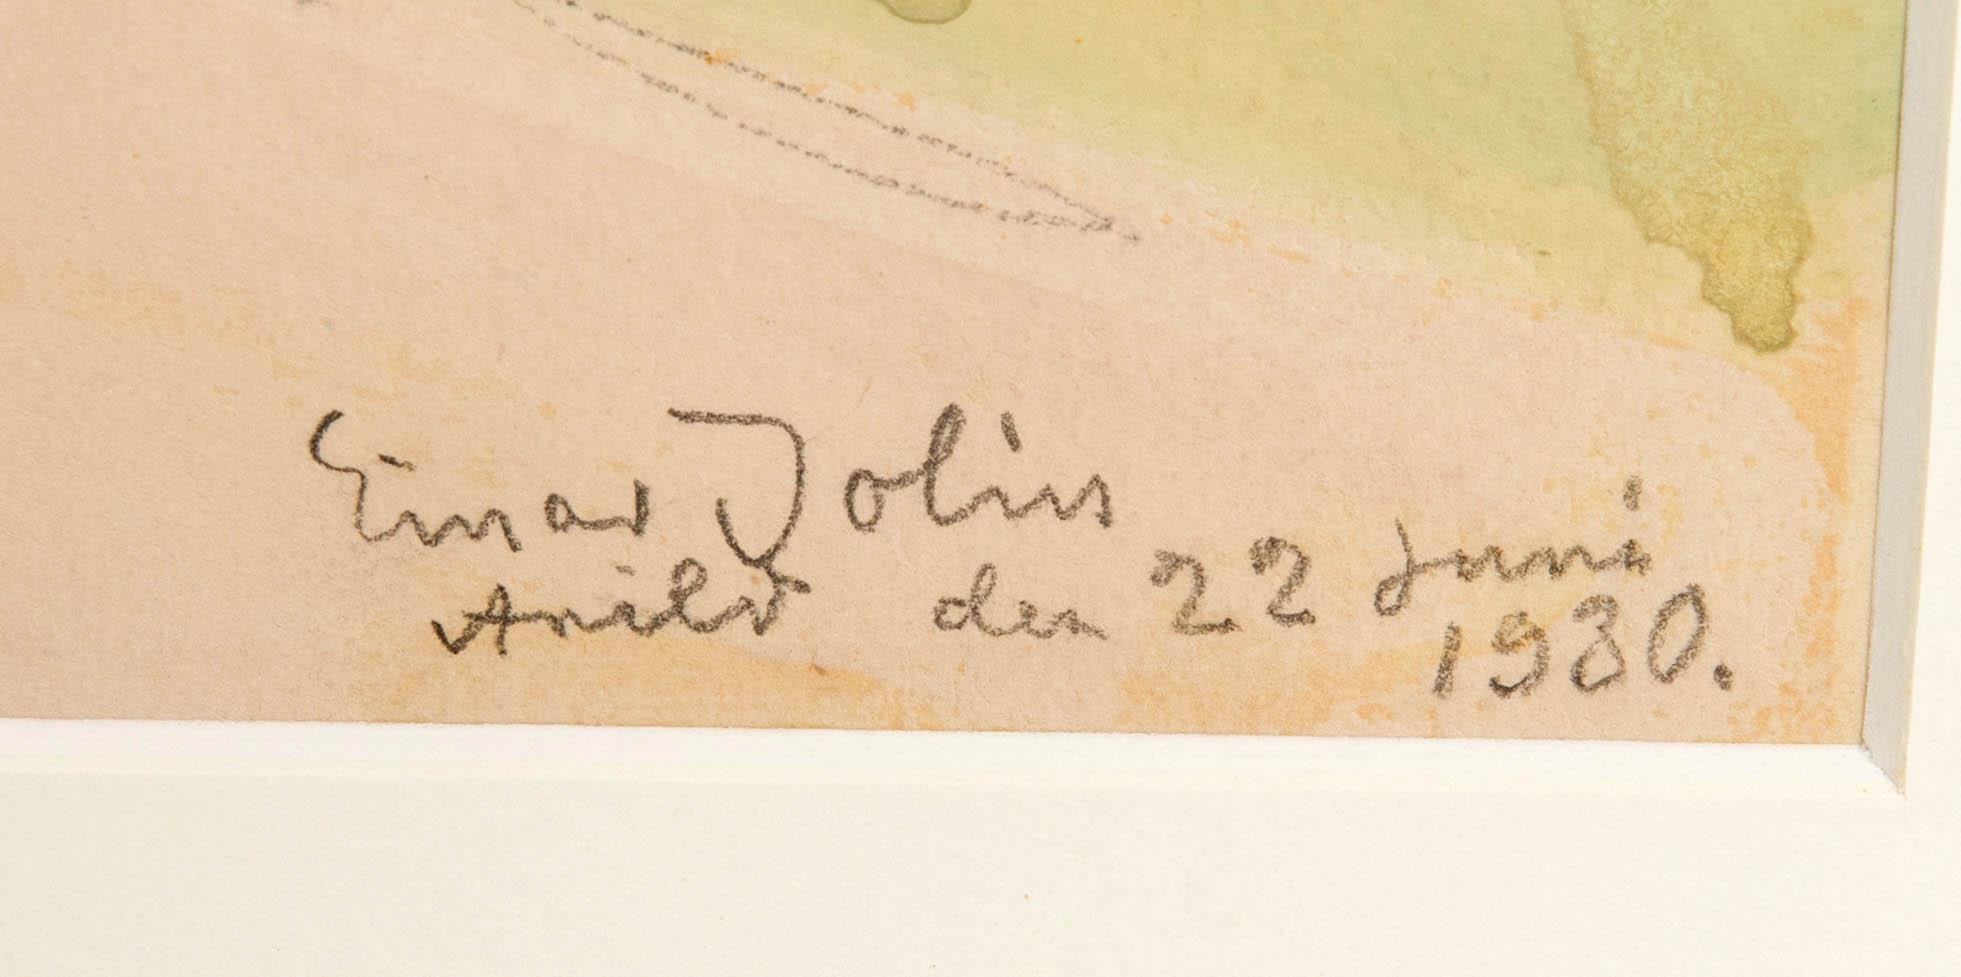 Einar Jolin
Arild den 22 Juni
1930.